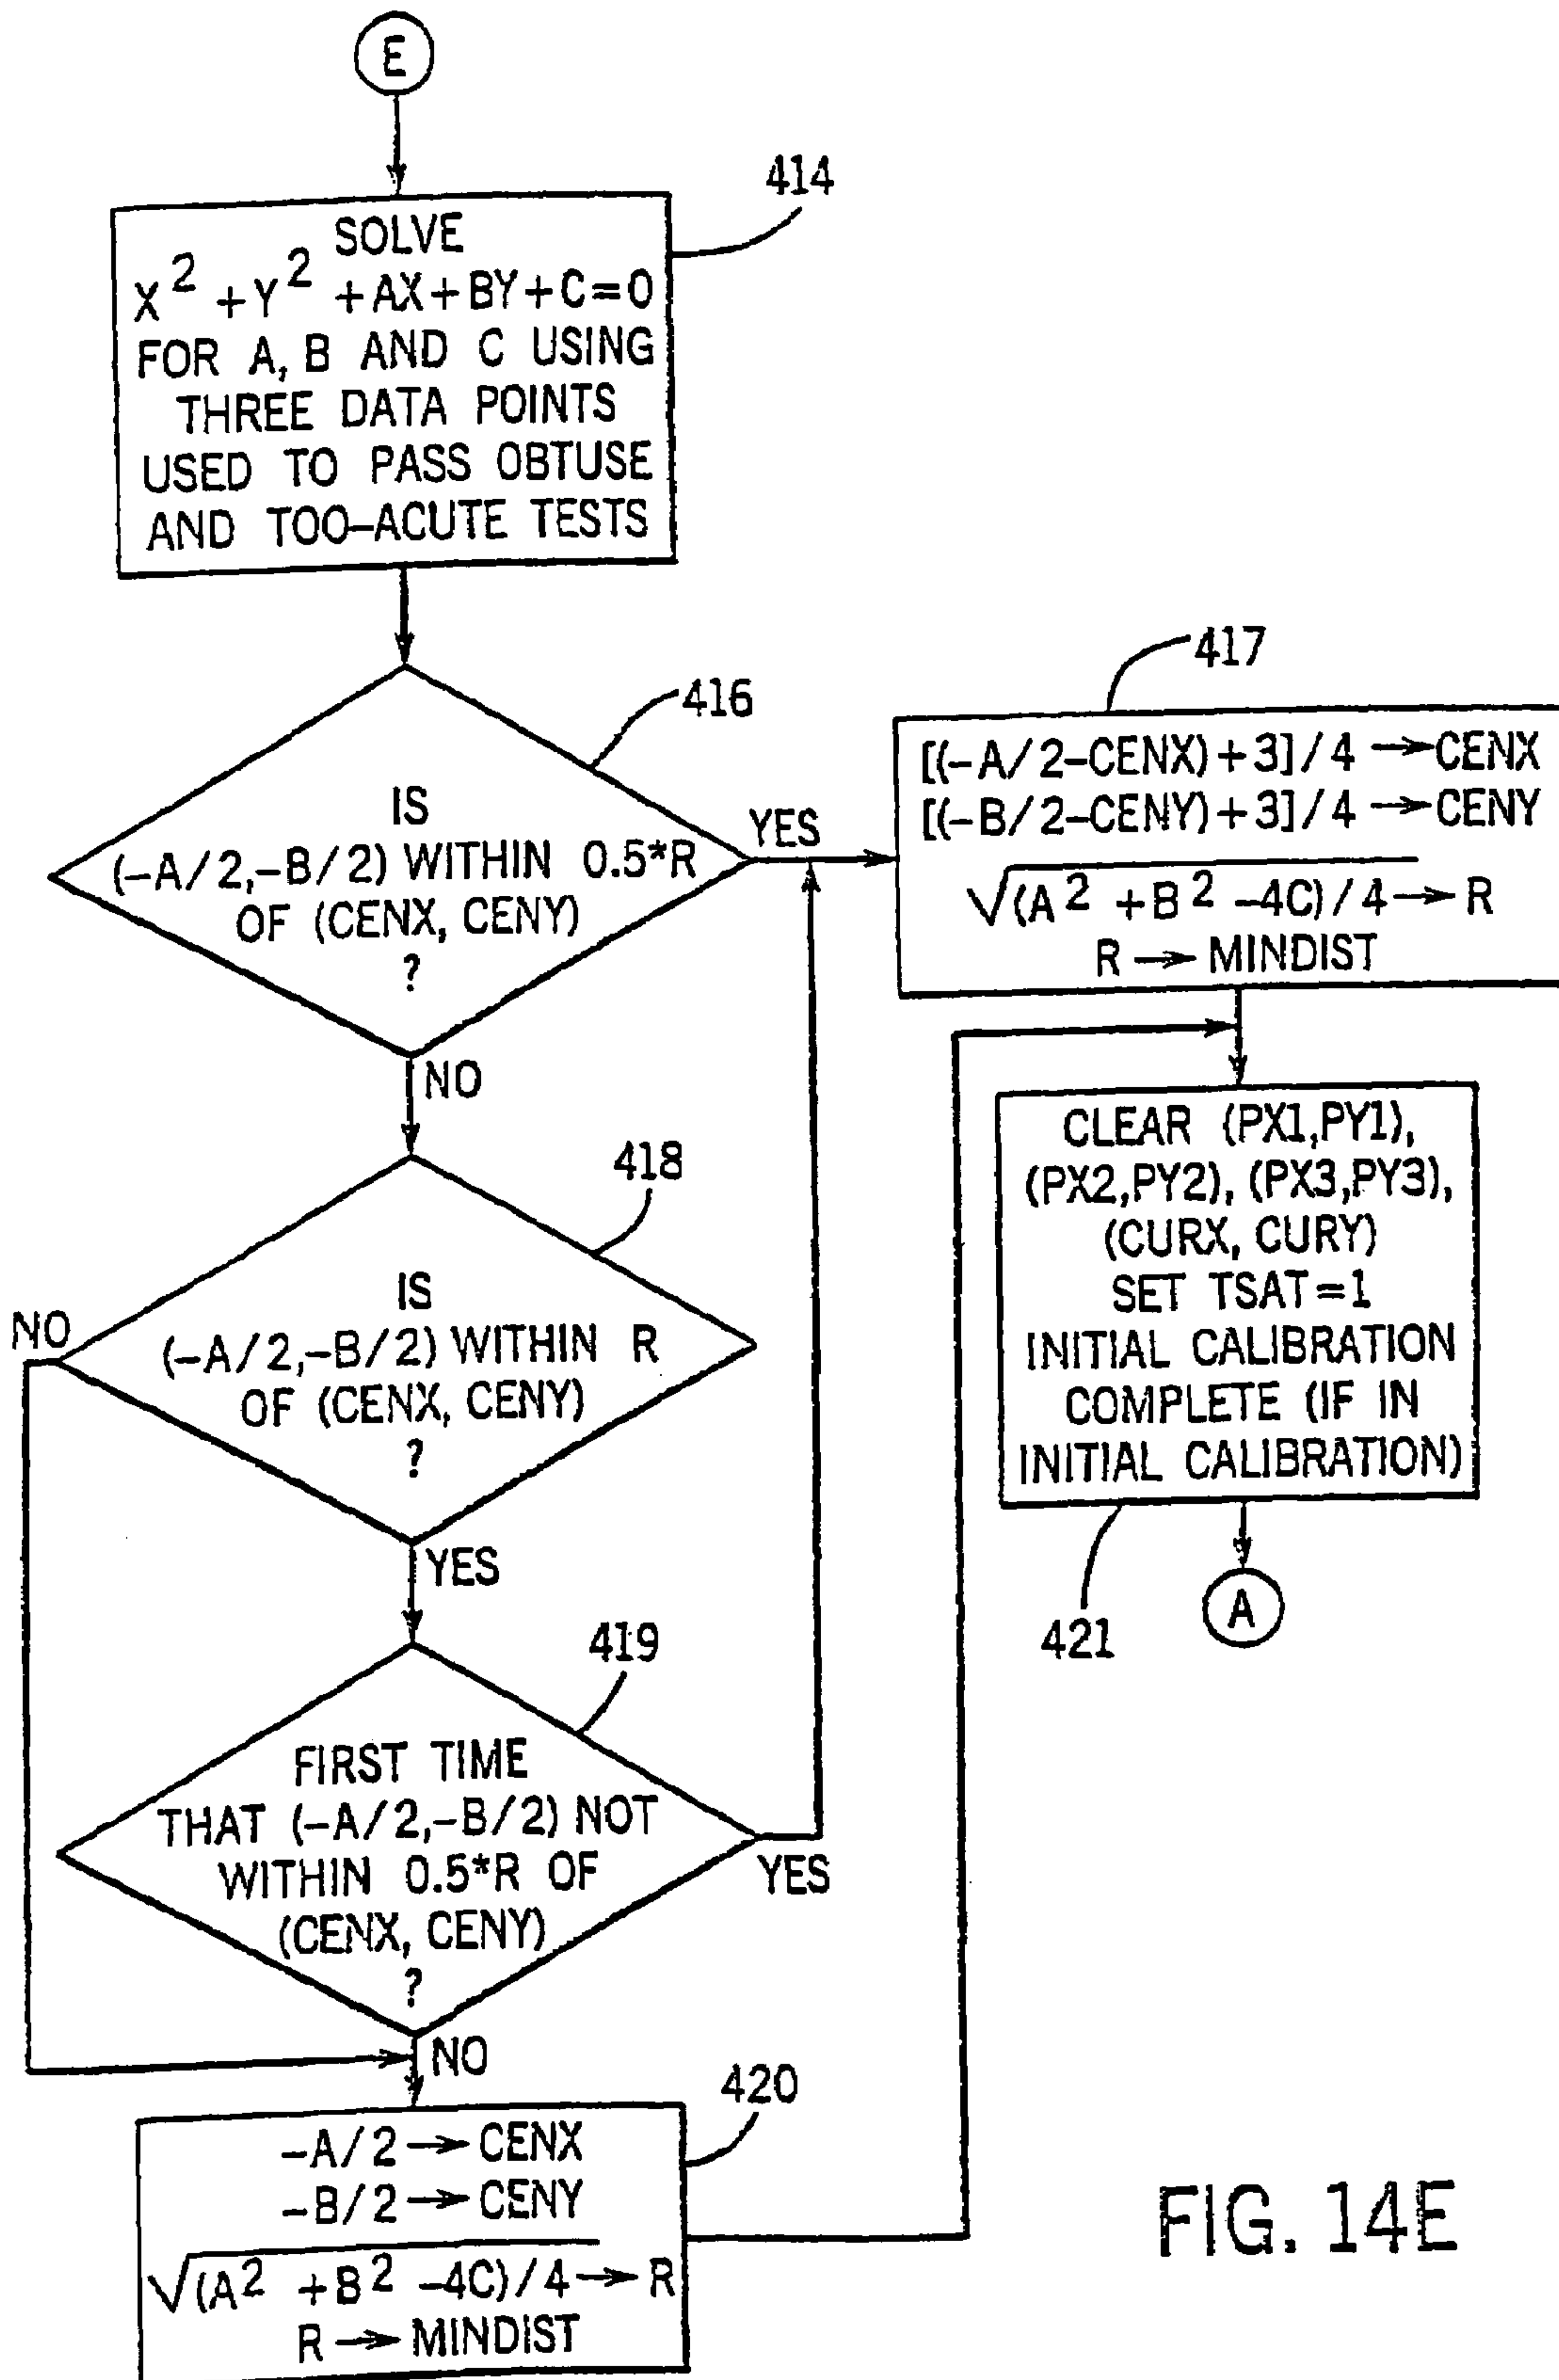 E
414
SOLVE
X² +Y² +AX+BY+C=0
FOR A, B AND C USING
THREE DATA POINTS
USED TO PASS OBTUSE
AND TOO-ACUTE TESTS
416
IS
(-A/2,-B/2) WITHIN 0.5*R
OF (CENX, CENY)
?
YES
NO
417
[(-A/2-CENX)+3]/4→CENX
[(-B/2-CENY)+3]/4→CENY
√(A² +B² -4C)/4→R
R→MINDIST
418
IS
(-A/2,-B/2) WITHIN R
OF (CENX, CENY)
?
NO
YES
CLEAR (PX1,PY1),
(PX2,PY2), (PX3,PY3),
(CURX, CURY)
SET TSAT=1
INITIAL CALIBRATION
COMPLETE (IF IN
INITIAL CALIBRATION)
421
A
419
FIRST TIME
THAT (-A/2,-B/2) NOT
WITHIN 0.5*R OF
(CENX, CENY)
?
YES
NO
420
-A/2→CENX
-B/2→CENY
√(A² +B² -4C)/4→R
R→MINDIST
FIG. 14E